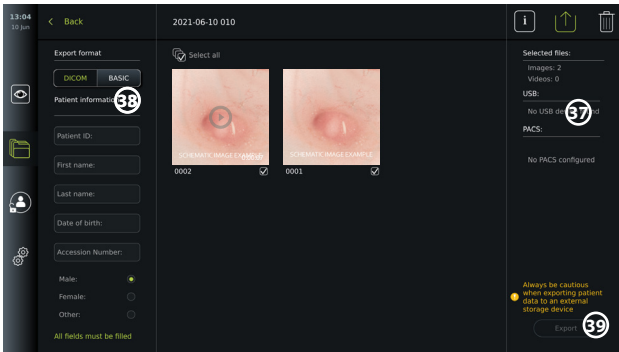 13:04
10 Jun
Back
2021-06-10 010
i
Export format
DICOM BASIC
38
Patient information
Patient ID:
First name:
Last name:
Date of birth:
Accession Number:
Male:
Female:
Other:
All fields must be filled
Select all
SCHEMATIC IMAGE EXAMPLE
0002
SCHEMATIC IMAGE EXAMPLE
0001
Selected files:
Images: 2
Videos: 0
USB:
No USB
37
PACS:
No PACS configured
Always be cautious
when exporting patient
data to an external
storage device
Export
39